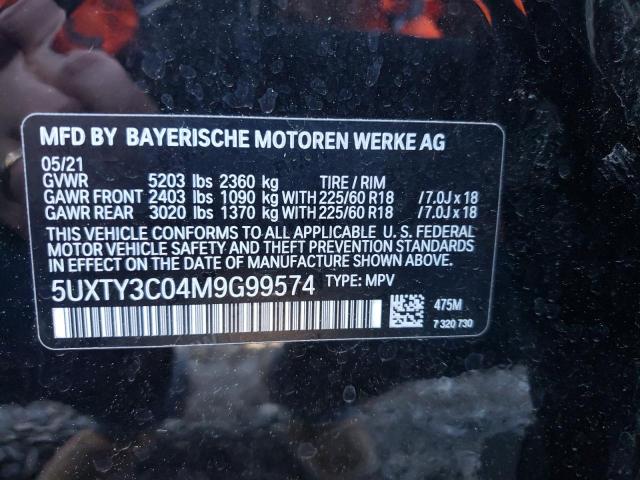 MFD BY BAYERISCHE MOTOREN WERKE AG
05/21
GVWR 5203 lbs 2360 kg TIRE / RIM
GAWR FRONT 2403 lbs 1090 kg WITH 225/60 R18 / 7.0J x 18
GAWR REAR 3020 lbs 1370 kg WITH 225/60 R18 / 7.0J x 18
THIS VEHICLE CONFORMS TO ALL APPLICABLE U. S. FEDERAL
MOTOR VEHICLE SAFETY AND THEFT PREVENTION STANDARDS
IN EFFECT ON THE DATE OF MANUFACTURE SHOWN ABOVE.
5UXTY3C04M9G99574 TYPE: MPV
475M
7 320 730